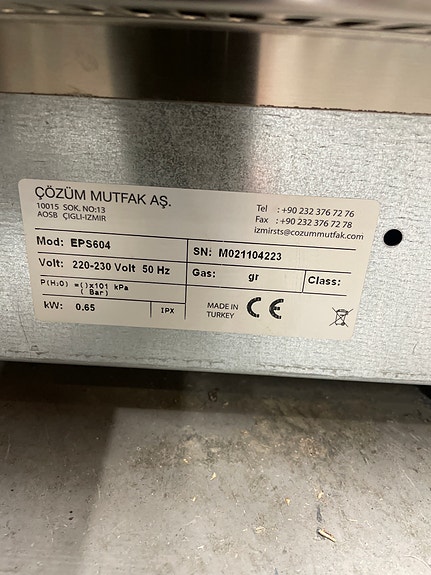 ÇÖZÜM MUTFAK AŞ.
10015 SOK. NO:13
AOSB ÇIGLI-IZMIR
Tel : +90 232 376 72 76
Fax : +90 232 376 72 78
izmirsts@cozummutfak.com
Mod: EPS604
SN: M021104223
Volt: 220-230 Volt 50 Hz
Gas: gr
Class:
P(H₂O) =()x101 kPa
( Bar)
kW: 0,65
IPX
MADE IN
TURKEY
CE